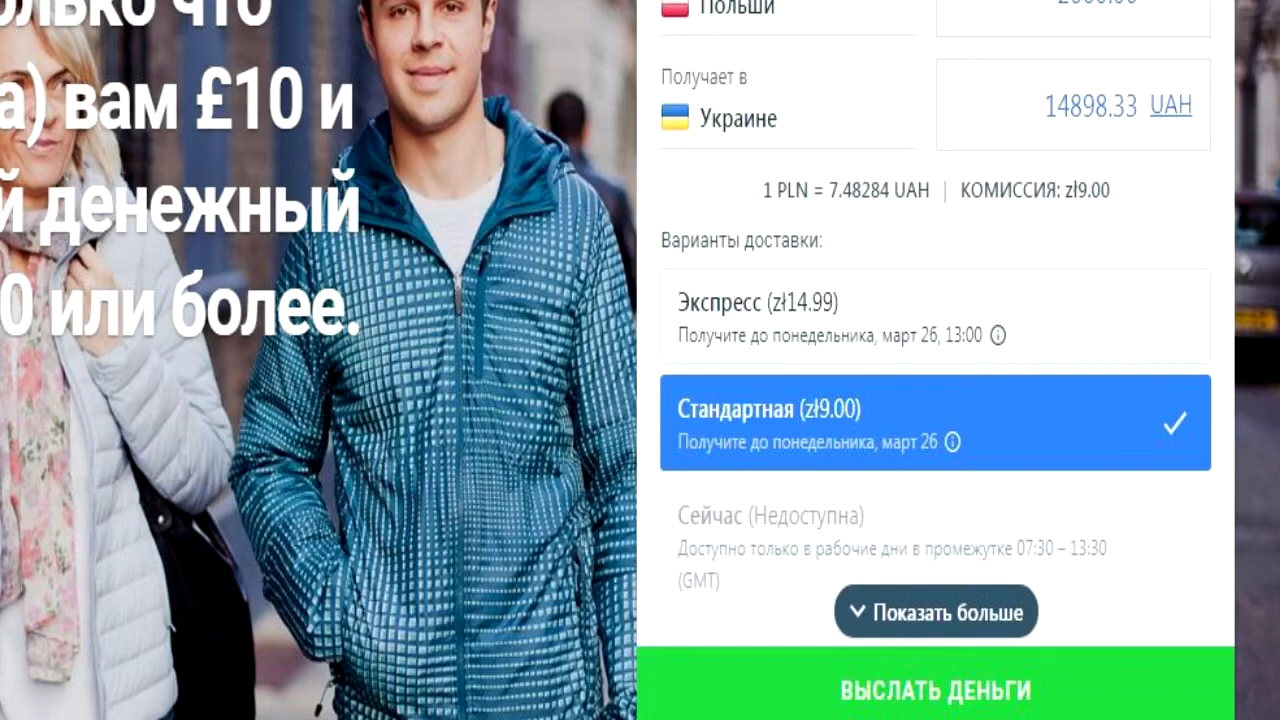 только что
а) вам £10 и
й денежный
0 или более.
Польши
Получает в
Украине
14898.33 UAH
1 PLN = 7.48284 UAH | КОМИССИЯ: zł9.00
Варианты доставки:
Экспресс (zł14.99)
Получите до понедельника, март 26, 13:00
Стандартная (zł9.00)
Получите до понедельника, март 26
Сейчас (Недоступна)
Доступно только в рабочие дни в промежутке 07:30 – 13:30
(GMT)
Показать больше
ВЫСЛАТЬ ДЕНЬГИ